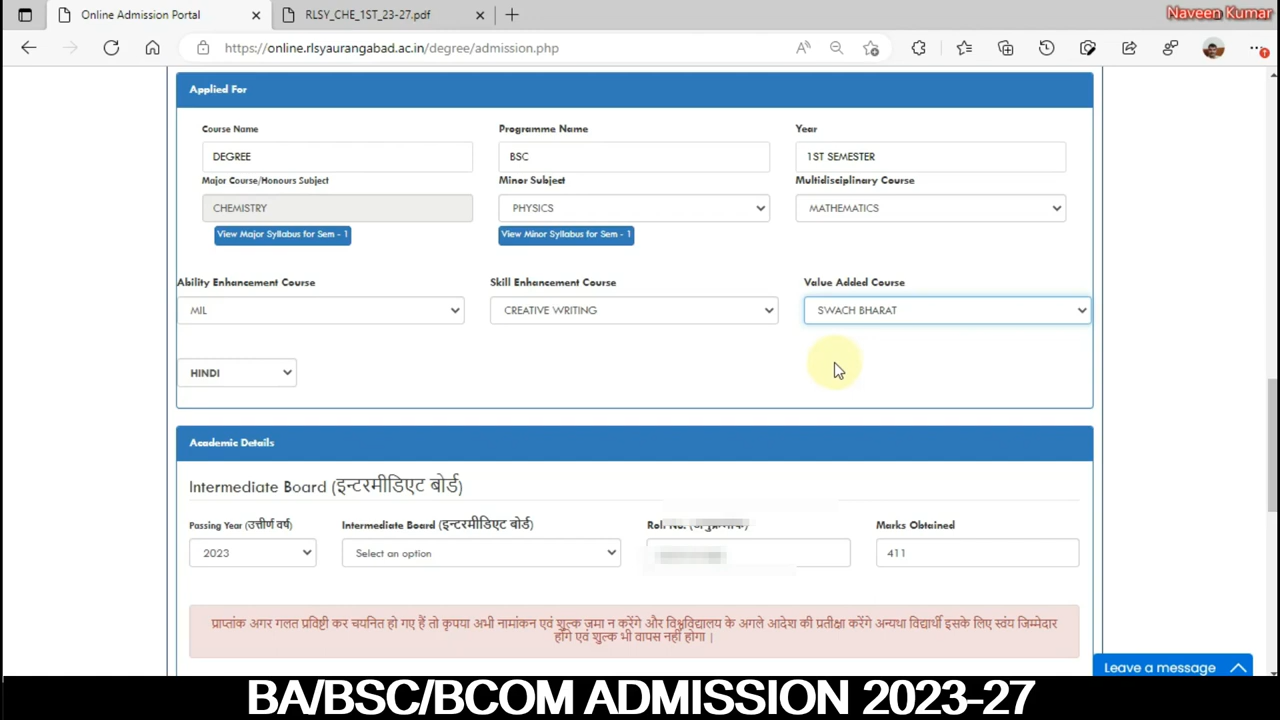 Online Admission Portal
RLSY_CHE_1ST_23-27.pdf
Naveen Kumar
https://online.rlsyaurangabad.ac.in/degree/admission.php
Applied For
Course Name
Programme Name
Year
DEGREE
BSC
1ST SEMESTER
Major Course/Honours Subject
Minor Subject
Multidisciplinary Course
CHEMISTRY
PHYSICS
MATHEMATICS
View Major Syllabus for Sem - 1
View Minor Syllabus for Sem - 1
Ability Enhancement Course
Skill Enhancement Course
Value Added Course
MIL
CREATIVE WRITING
SWACH BHARAT
HINDI
Academic Details
Intermediate Board (इन्टरमीडिएट बोर्ड)
Passing Year (उत्तीर्ण वर्ष)
Intermediate Board (इन्टरमीडिएट बोर्ड)
Roll No. (अनुक्रमांक)
Marks Obtained
2023
Select an option
411
प्राप्तांक अगर गलत प्रविष्टी कर चयनित हो गए हैं तो कृपया अभी नामांकन एवं शुल्क जमा न करेंगे और विश्वविद्यालय के अगले आदेश की प्रतीक्षा करेंगे अन्यथा विद्यार्थी इसके लिए स्वंय जिम्मेदार
होंगे एवं शुल्क भी वापस नहीं होगा |
Leave a message
BA/BSC/BCOM ADMISSION 2023-27